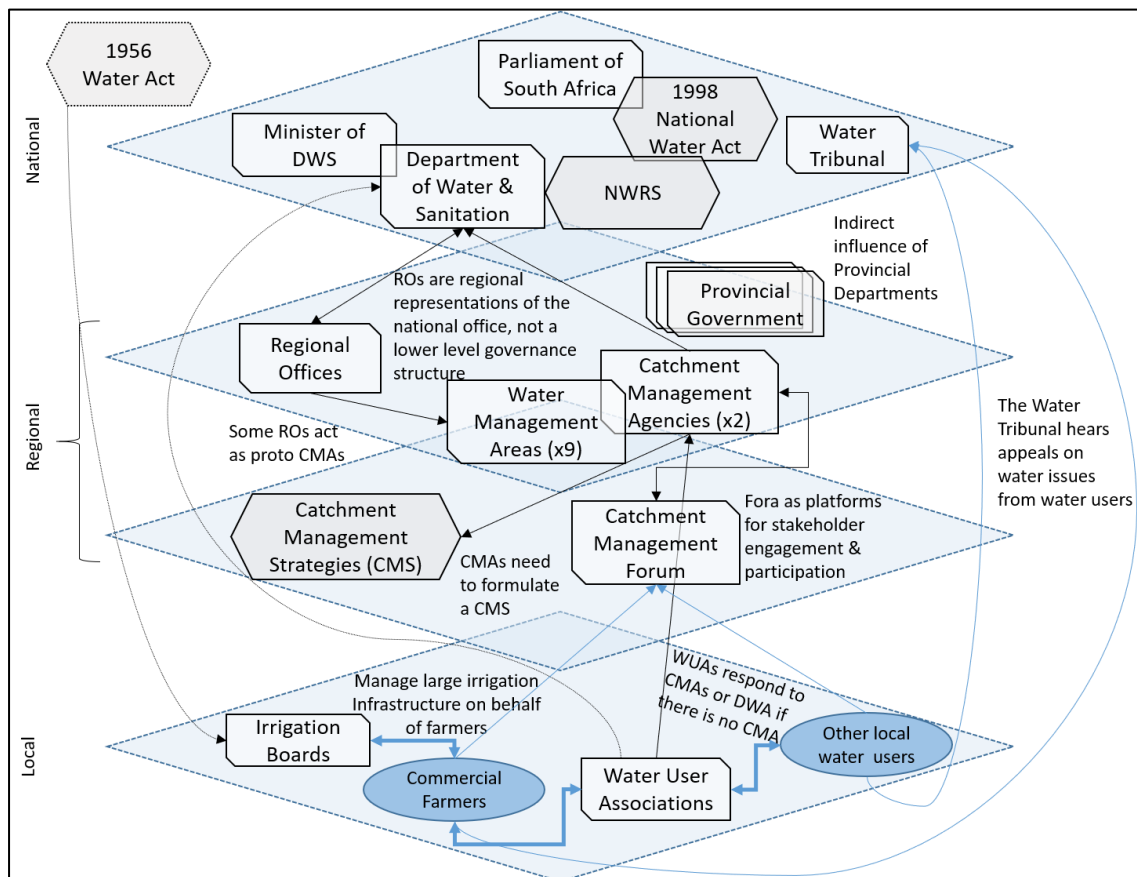 1956
Water Act
Parliament of
South Africa
1998
National
Water Act
Minister of
DWS
Department
of Water &
Sanitation
NWRS
Water
Tribunal
National
Indirect
influence of
Provincial
Departments
ROs are regional
representations of the
national office, not a
lower level governance
structure
Provincial
Government
Regional
Offices
Catchment
Management
Agencies (x2)
Water
Management
Areas (x9)
Regional
Some ROs act
as proto CMAs
The Water
Tribunal hears
appeals on
water issues
from water users
Catchment
Management
Strategies (CMS)
CMAs need
to formulate
a CMS
Catchment
Management
Forum
Fora as platforms
for stakeholder
engagement &
participation
Manage large irrigation
Infrastructure on behalf
of farmers
WUAs respond to
CMAs or DWA if
there is no CMA
Local
Irrigation
Boards
Commercial
Farmers
Water User
Associations
Other local
water users